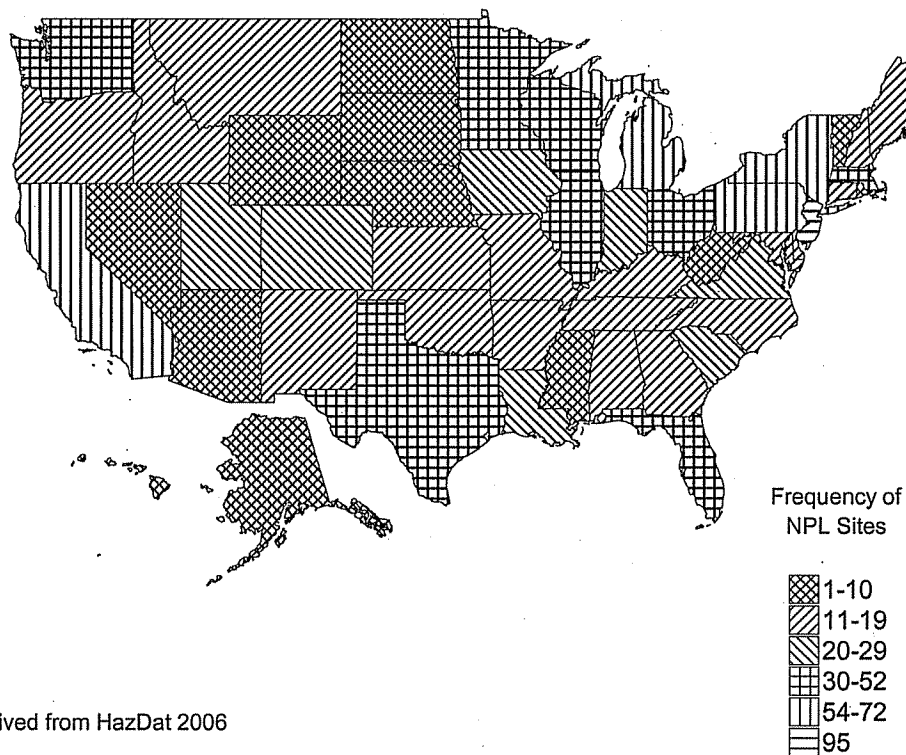 Frequency of
NPL Sites
1-10
11-19
20-29
30-52
54-72
95
ived from HazDat 2006